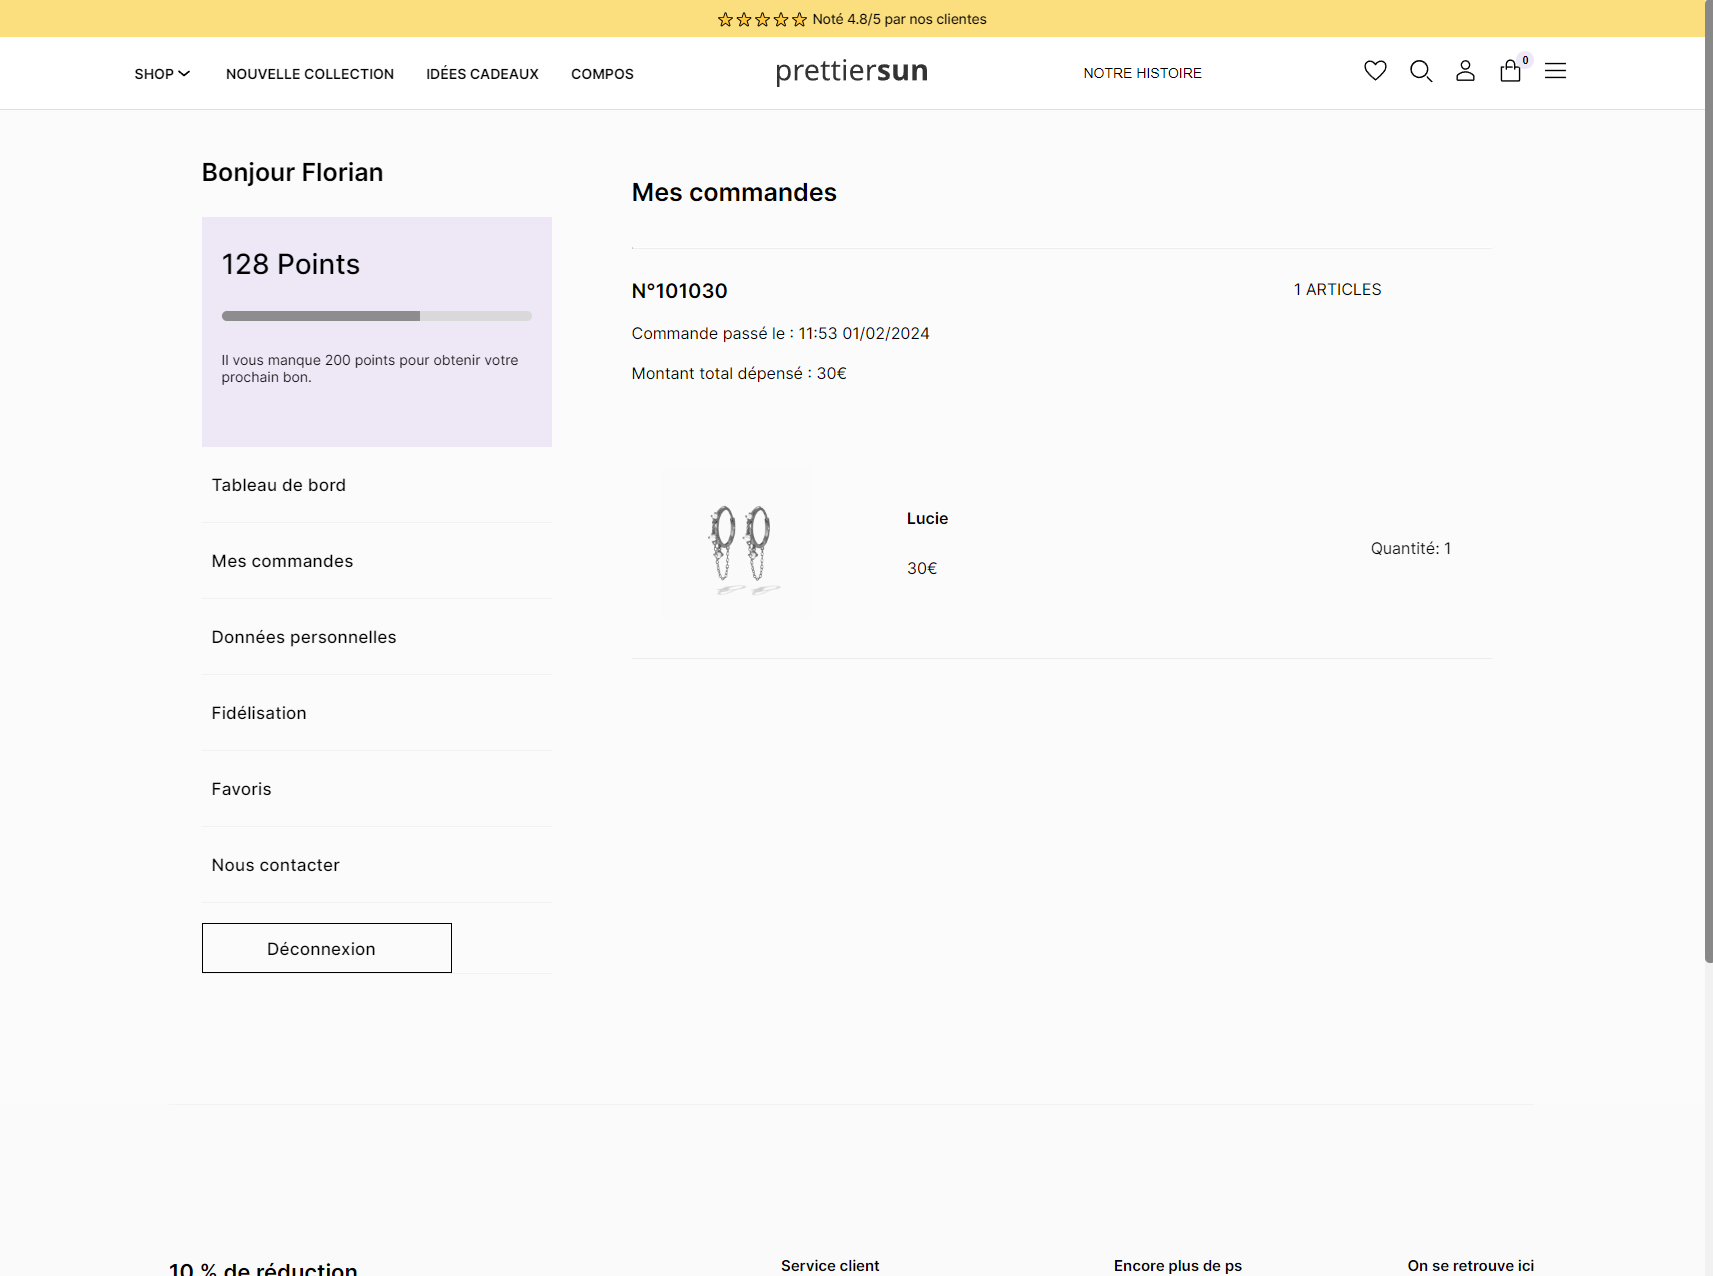 Noté 4.8/5 par nos clientes
SHOP
NOUVELLE COLLECTION
IDÉES CADEAUX
COMPOS
prettiersun
NOTRE HISTOIRE
0
Bonjour Florian
128 Points
Il vous manque 200 points pour obtenir votre
prochain bon.
Tableau de bord
Mes commandes
Données personnelles
Fidélisation
Favoris
Nous contacter
Déconnexion
Mes commandes
N°101030
1 ARTICLES
Commande passé le : 11:53 01/02/2024
Montant total dépensé : 30€
Lucie
30€
Quantité: 1
10 % de réduction
Service client
Encore plus de ps
On se retrouve ici